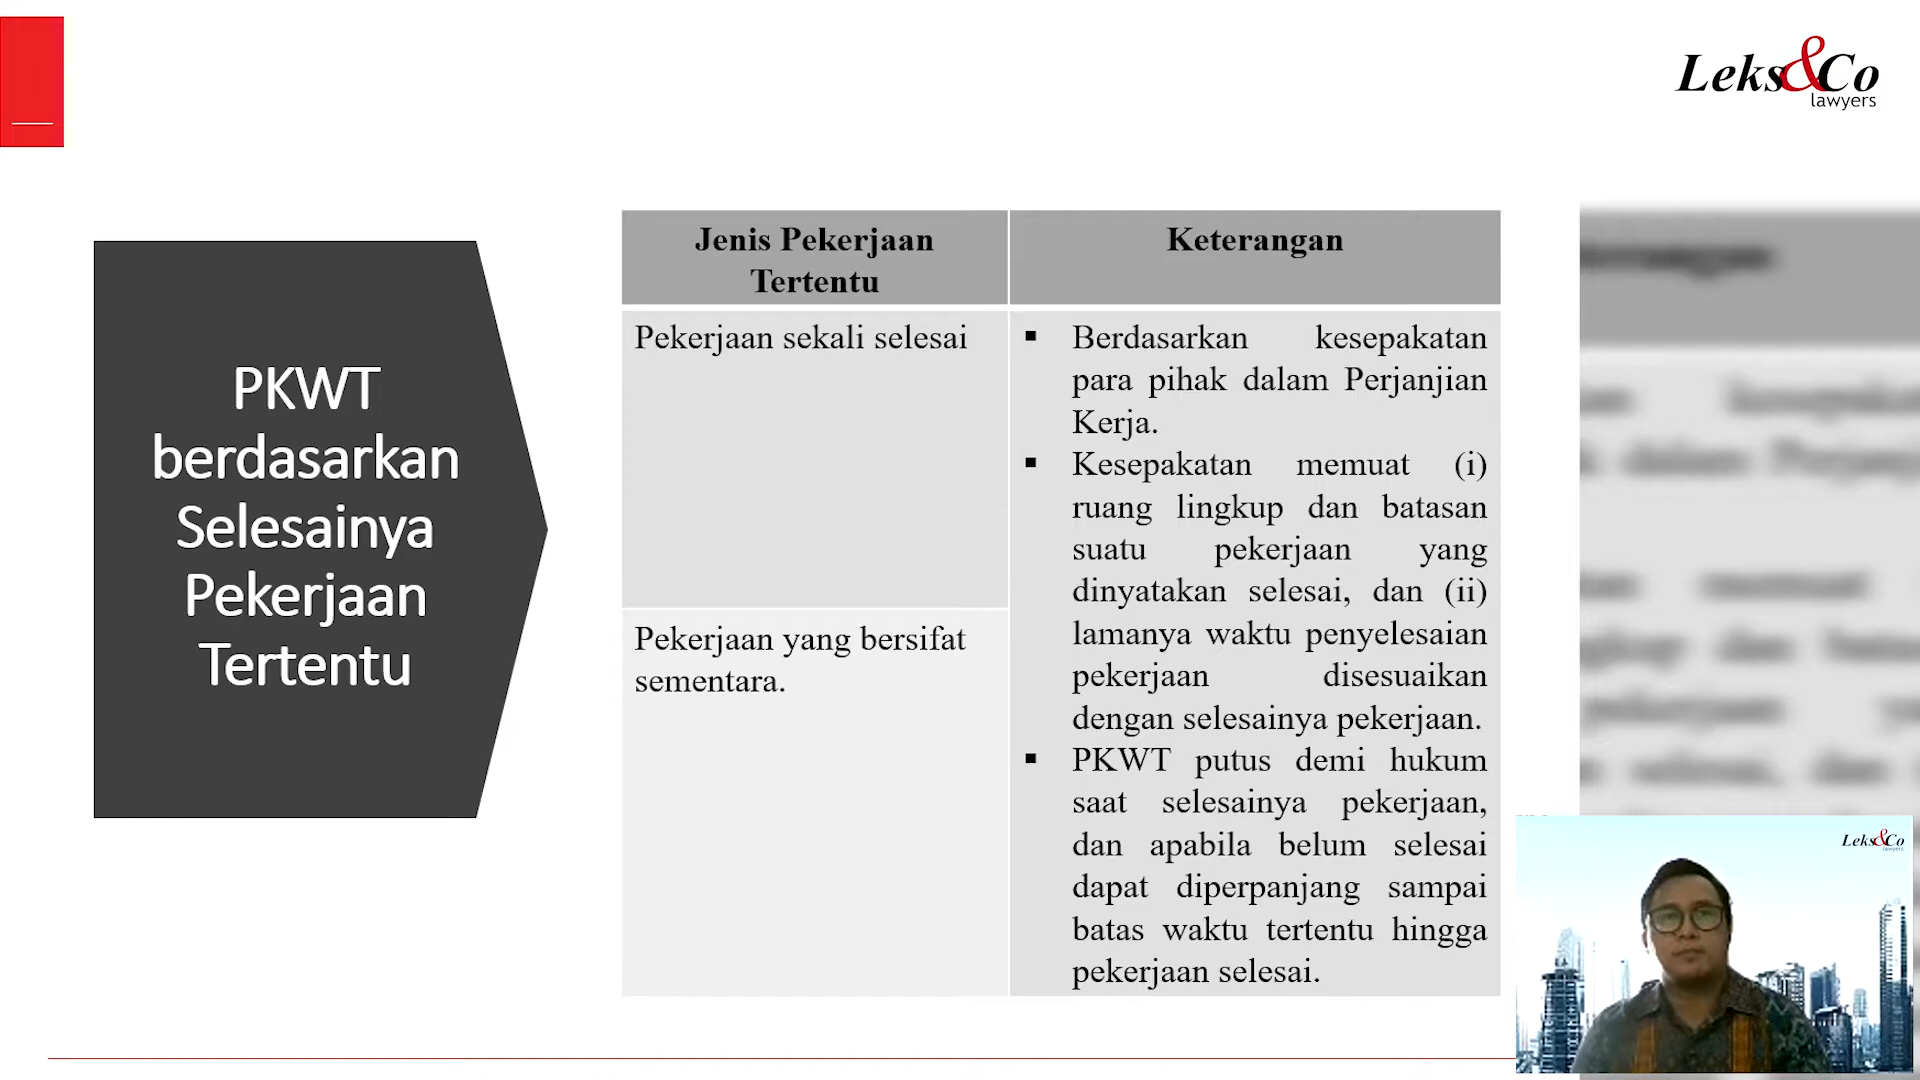 Leks&Co
lawyers
PKWT
berdasarkan
Selesainya
Pekerjaan
Tertentu
Jenis Pekerjaan
Tertentu
Keterangan
Pekerjaan sekali selesai
Pekerjaan yang bersifat
sementara.
▪ Berdasarkan kesepakatan
para pihak dalam Perjanjian
Kerja.
▪ Kesepakatan memuat (i)
ruang lingkup dan batasan
suatu pekerjaan yang
dinyatakan selesai, dan (ii)
lamanya waktu penyelesaian
pekerjaan disesuaikan
dengan selesainya pekerjaan.
▪ PKWT putus demi hukum
saat selesainya pekerjaan,
dan apabila belum selesai
dapat diperpanjang sampai
batas waktu tertentu hingga
pekerjaan selesai.
Leks&Co
lawyers